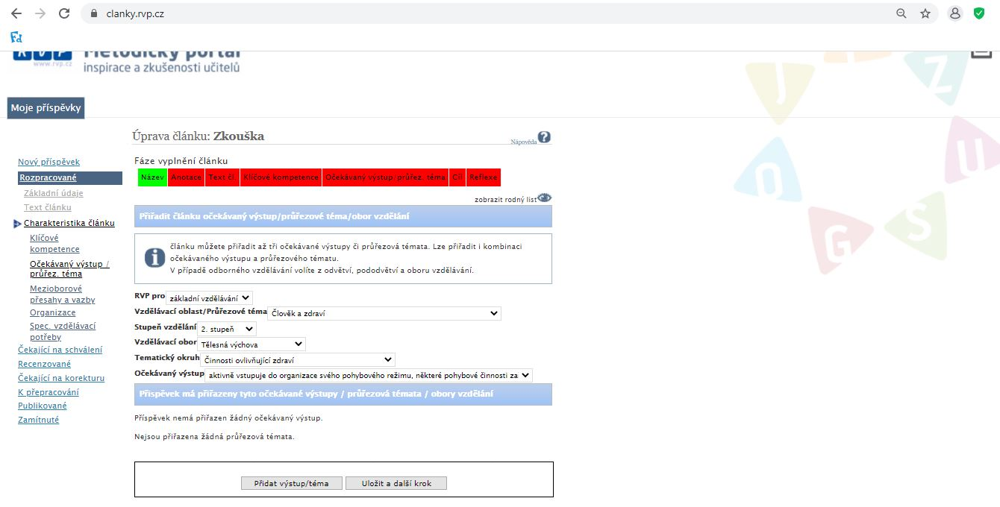 clanky.rvp.cz
RVP Metodický portál
www.rvp.cz
inspirace a zkušenosti učitelů
Moje příspěvky
Úprava článku: Zkouška
Nápověda ?
Nový příspěvek
Rozpracované
Základní údaje
Text článku
Charakteristika článku
Klíčové
kompetence
Očekávaný výstup /
průřez. téma
Mezioborové
přesahy a vazby
Organizace
Spec. vzdělávací
potřeby
Čekající na schválení
Recenzované
Čekající na korekturu
K přepracování
Publikované
Zamítnuté
Fáze vyplnění článku
Název Anotace Text čl. Klíčové kompetence Očekávaný výstup/průřez. téma Cíl Reflexe
zobrazit rodný list
Přiřadit článku očekávaný výstup/průřezové téma/obor vzdělání
článku můžete přiřadit až tři očekávané výstupy či průřezová témata. Lze přiřadit i kombinaci
očekávaného výstupu a průřezového tématu.
V případě odborného vzdělávání volíte z odvětví, pododvětví a oboru vzdělávání.
RVP pro základní vzdělávání
Vzdělávací oblast/Průřezové téma Člověk a zdraví
Stupeň vzdělání 2. stupeň
Vzdělávací obor Tělesná výchova
Tematický okruh Činnosti ovlivňující zdraví
Očekávaný výstup aktivně vstupuje do organizace svého pohybového režimu, některé pohybové činnosti za
Příspěvek má přiřazeny tyto očekávané výstupy / průřezová témata / obory vzdělání
Příspěvek nemá přiřazen žádný očekávaný výstup.
Nejsou přiřazena žádná průřezová témata.
Přidat výstup/téma
Uložit a další krok
J
Z
U
S
G
n